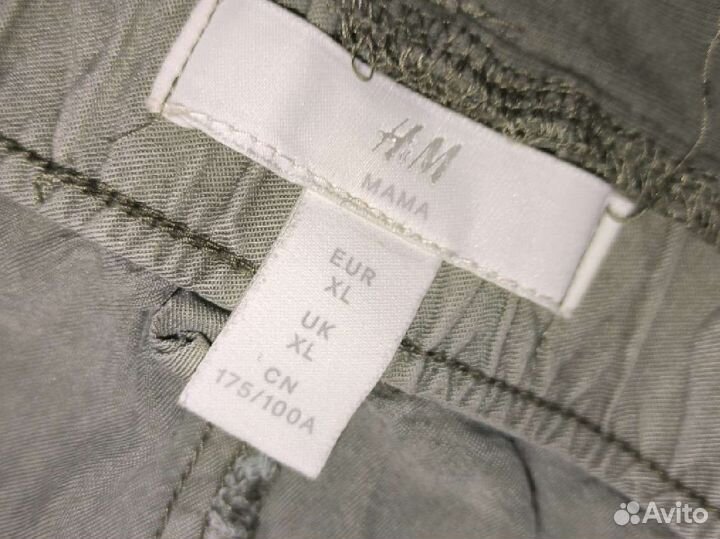 H&M
MAMA
EUR
XL
UK
XL
CN
175/100A
Avito